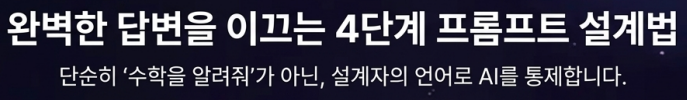 완벽한 답변을 이끄는 4단계 프롬프트 설계법
단순히 ‘수학을 알려줘’가 아닌, 설계자의 언어로 AI를 통제합니다.